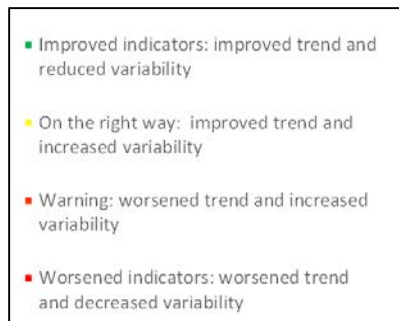 Improved indicators: improved trend and
reduced variability
On the right way: improved trend and
increased variability
Warning: worsened trend and increased
variability
Worsened indicators: worsened trend
and decreased variability